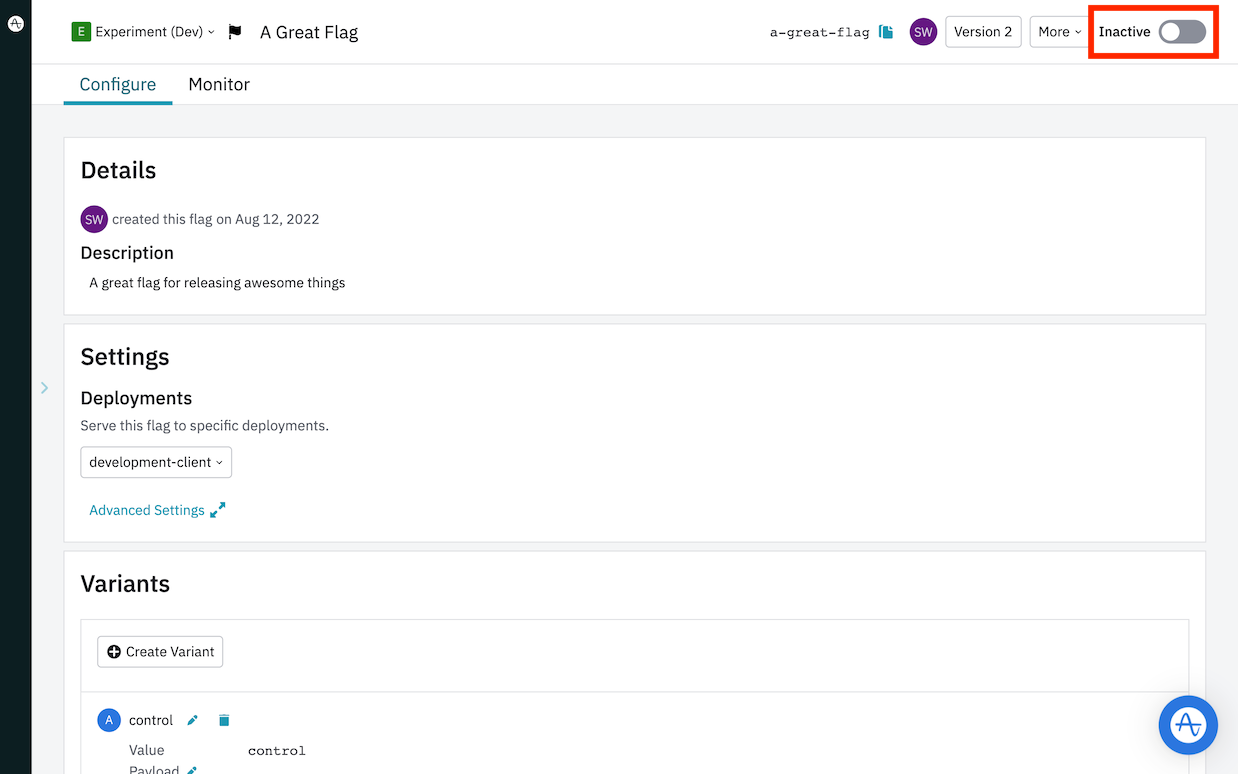 E Experiment (Dev) A Great Flag a-great-flag SW Version 2 More Inactive
Configure Monitor
Details
SW created this flag on Aug 12, 2022
Description
A great flag for releasing awesome things
Settings
Deployments
Serve this flag to specific deployments.
development-client
Advanced Settings
Variants
Create Variant
A control
Value control
Payload